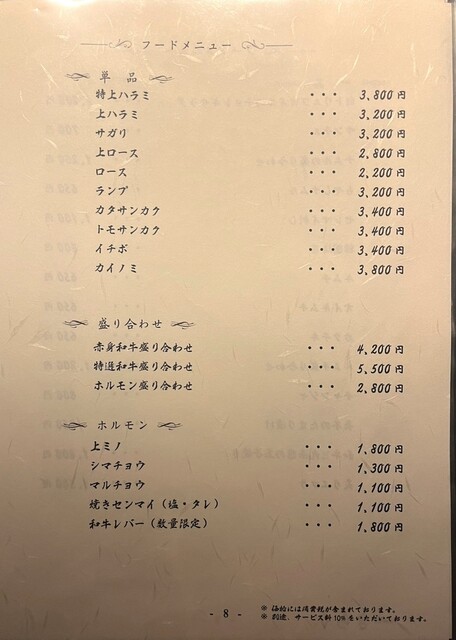 フードメニュー
単品
特上ハラミ ・・・ 3,800円
上ハラミ ・・・ 3,200円
サガリ ・・・ 3,200円
上ロース ・・・ 2,800円
ロース ・・・ 2,200円
ランプ ・・・ 3,200円
カタサンカク ・・・ 3,400円
トモサンカク ・・・ 3,400円
イチボ ・・・ 3,400円
カイノミ ・・・ 3,800円
盛り合わせ
赤身和牛盛り合わせ ・・・ 4,200円
特選和牛盛り合わせ ・・・ 5,500円
ホルモン盛り合わせ ・・・ 2,800円
ホルモン
上ミノ ・・・ 1,800円
シマチョウ ・・・ 1,300円
マルチョウ ・・・ 1,100円
焼きセンマイ（塩・タレ） ・・・ 1,100円
和牛レバー（数量限定） ・・・ 1,800円
- 8 -
※ 価格には消費税が含まれております。
※ 別途、サービス料10%をいただいております。